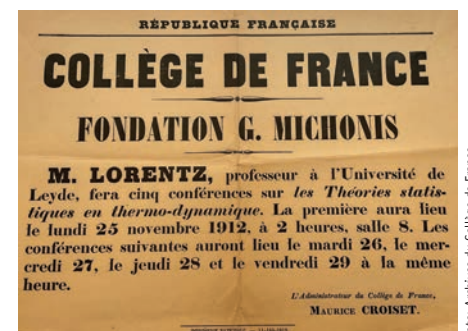 RÉPUBLIQUE FRANÇAISE
COLLÈGE DE FRANCE
FONDATION G. MICHONIS
M. LORENTZ, professeur à l'Université de
Leyde, fera cinq conférences sur les Théories statis-
tiques en thermo-dynamique. La première aura lieu
le lundi 25 novembre 1912, à 2 heures, salle 8. Les
conférences suivantes auront lieu le mardi 26, le mer-
credi 27, le jeudi 28 et le vendredi 29 à la même
heure.
L'Administrateur du Collège de France,
MAURICE CROISET.